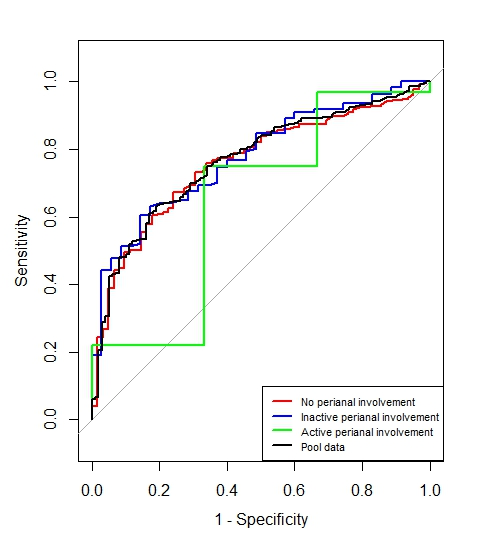 Sensitivity
1.0
0.8
0.6
0.4
0.2
0.0
No perianal involvement
Inactive perianal involvement
Active perianal involvement
Pool data
0.0 0.2 0.4 0.6 0.8 1.0
1 - Specificity